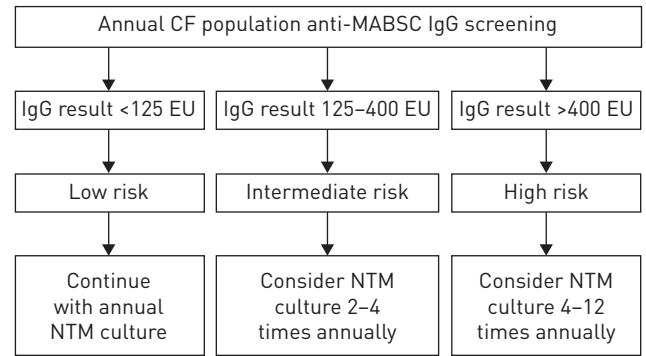 Annual CF population anti-MABSC IgG screening
IgG result <125 EU
IgG result 125–400 EU
IgG result >400 EU
Low risk
Intermediate risk
High risk
Continue
with annual
NTM culture
Consider NTM
culture 2–4
times annually
Consider NTM
culture 4–12
times annually